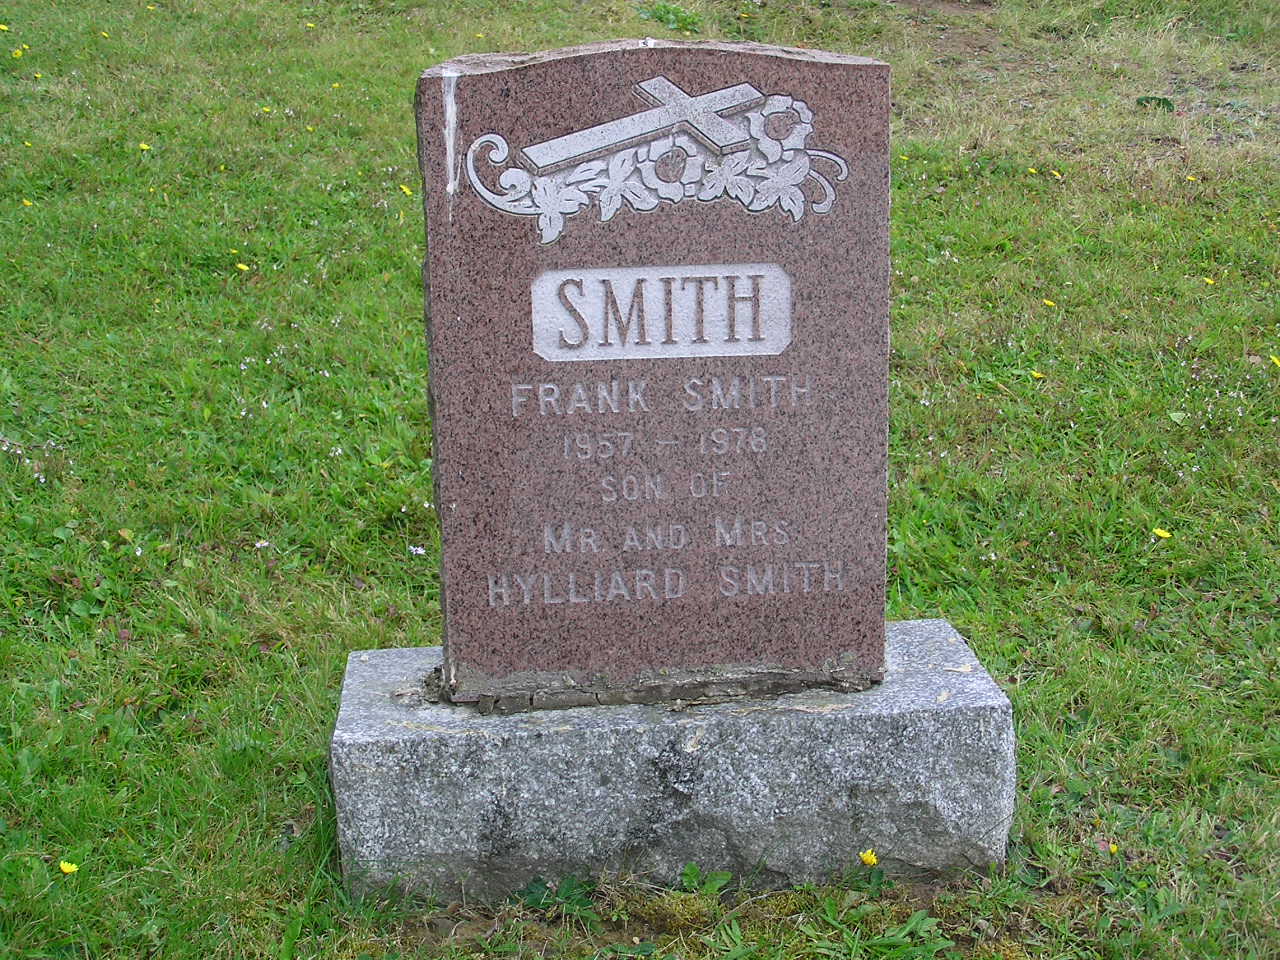 SMITH
FRANK SMITH
1957 - 1978
SON OF
MR. AND MRS.
HYLLIARD SMITH